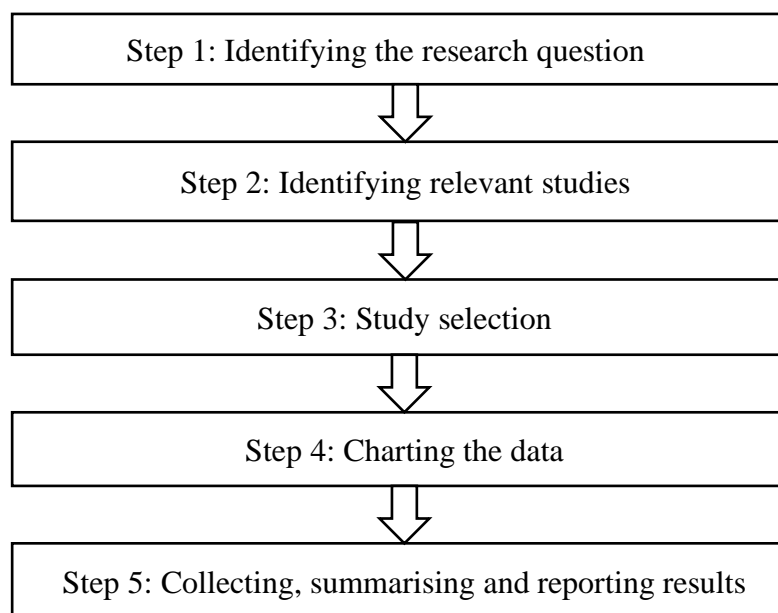 Step 1: Identifying the research question
Step 2: Identifying relevant studies
Step 3: Study selection
Step 4: Charting the data
Step 5: Collecting, summarising and reporting results